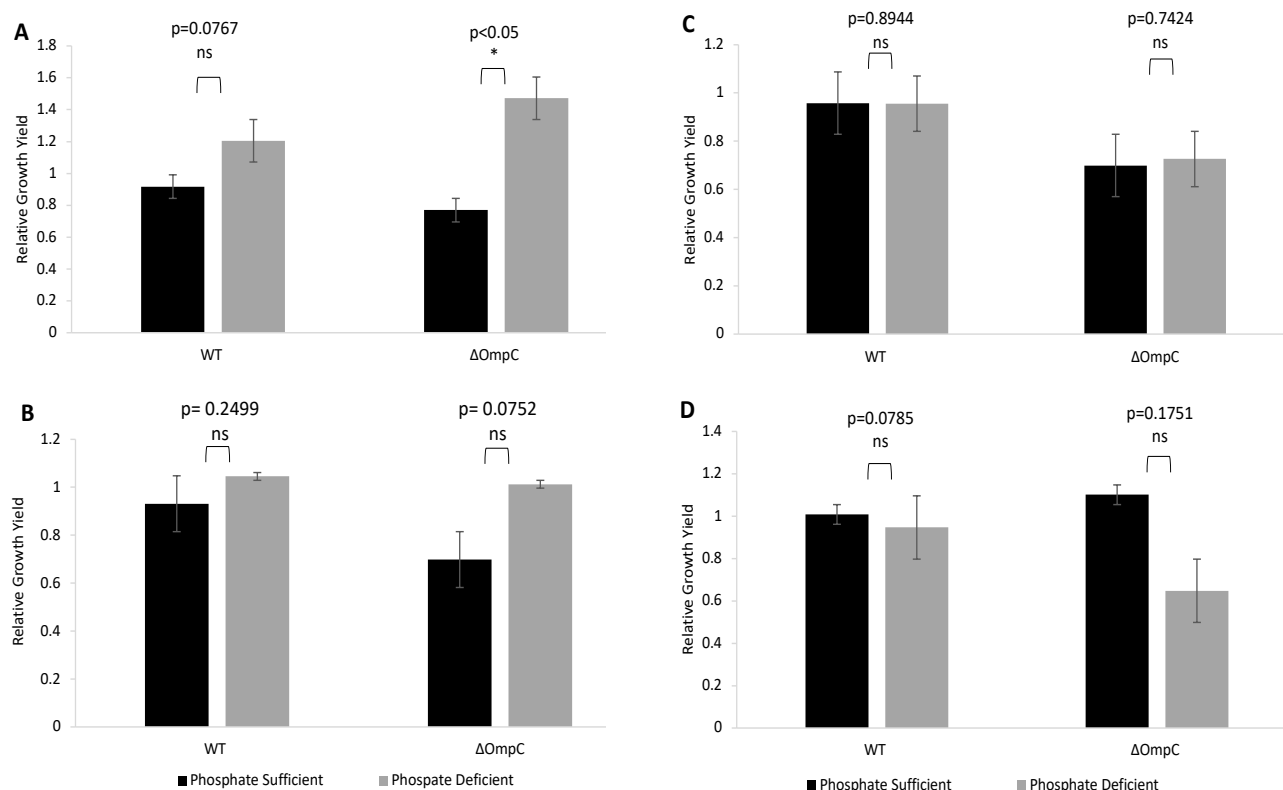 A
p=0.0767
ns
p<0.05
*
Relative Growth Yield
1.8
1.6
1.4
1.2
1
0.8
0.6
0.4
0.2
0
WT
ΔOmpC
B
p= 0.2499
ns
p= 0.0752
ns
Relative Growth Yield
1.2
1
0.8
0.6
0.4
0.2
0
WT
ΔOmpC
Phosphate Sufficient
Phospate Deficient
C
p=0.8944
ns
p=0.7424
ns
Relative Growth Yield
1.2
1
0.8
0.6
0.4
0.2
0
WT
ΔOmpC
D
p=0.0785
ns
p=0.1751
ns
Relative Growth Yield
1.4
1.2
1
0.8
0.6
0.4
0.2
0
WT
ΔOmpC
Phosphate Sufficient
Phosphate Deficient